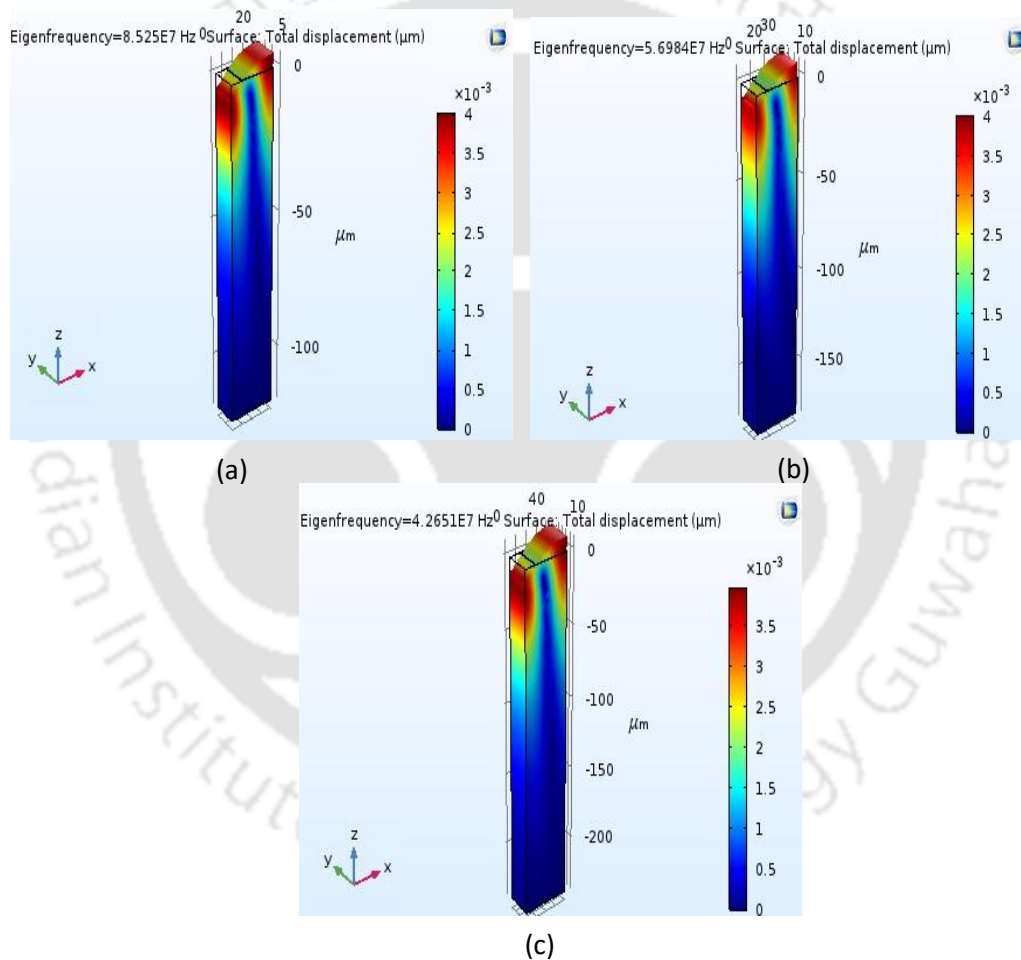 20 5
Eigenfrequency=8.525E7 Hz 0 Surface: Total displacement (µm)
0
×10⁻³
4
3.5
3
2.5
2
1.5
1
0.5
0
-50
µm
-100
z
y
x
(a)
20 30 10
Eigenfrequency=5.6984E7 Hz 0 Surface: Total displacement (µm)
0
×10⁻³
4
3.5
3
2.5
2
1.5
1
0.5
0
-50
-100
µm
-150
z
y
x
(b)
40 10
Eigenfrequency=4.2651E7 Hz 0 Surface: Total displacement (µm)
0
×10⁻³
3.5
3
2.5
2
1.5
1
0.5
0
-50
-100
µm
-150
-200
z
y
x
(c)
dian Institut
gy Guwaha